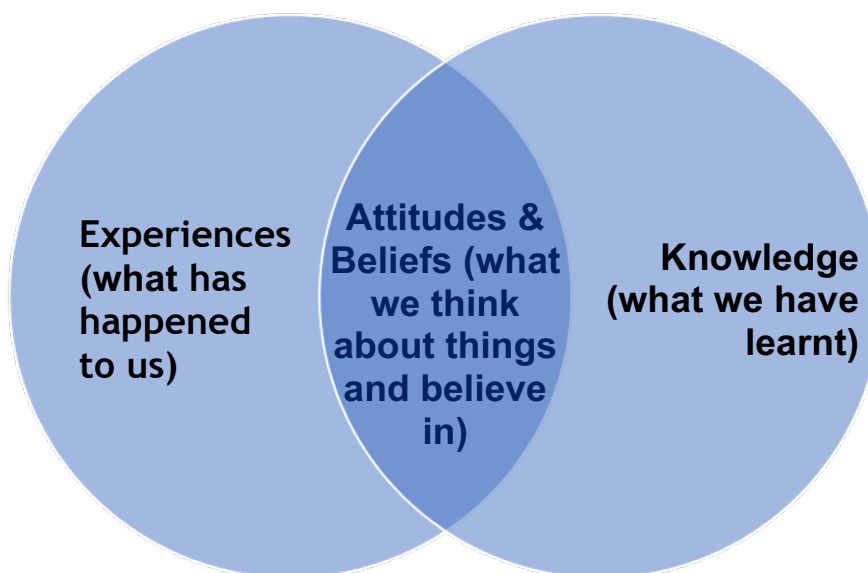 Experiences
(what has
happened
to us)
Attitudes &
Beliefs (what
we think
about things
and believe
in)
Knowledge
(what we have
learnt)